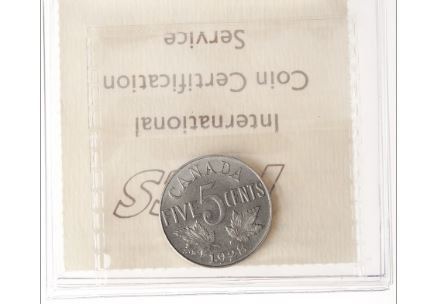 International
Coin Certification
Service
CANADA
FIVE 5 CENTS